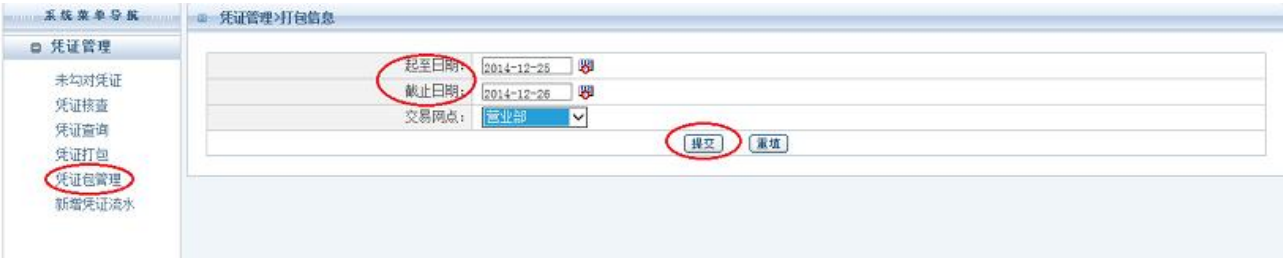 系统菜单导航
凭证管理
未勾对凭证
凭证核查
凭证查询
凭证打包
凭证包管理
新增凭证流水
凭证管理>打包信息
起至日期：
2014-12-25
截止日期：
2014-12-26
交易网点：
营业部
提交
重填